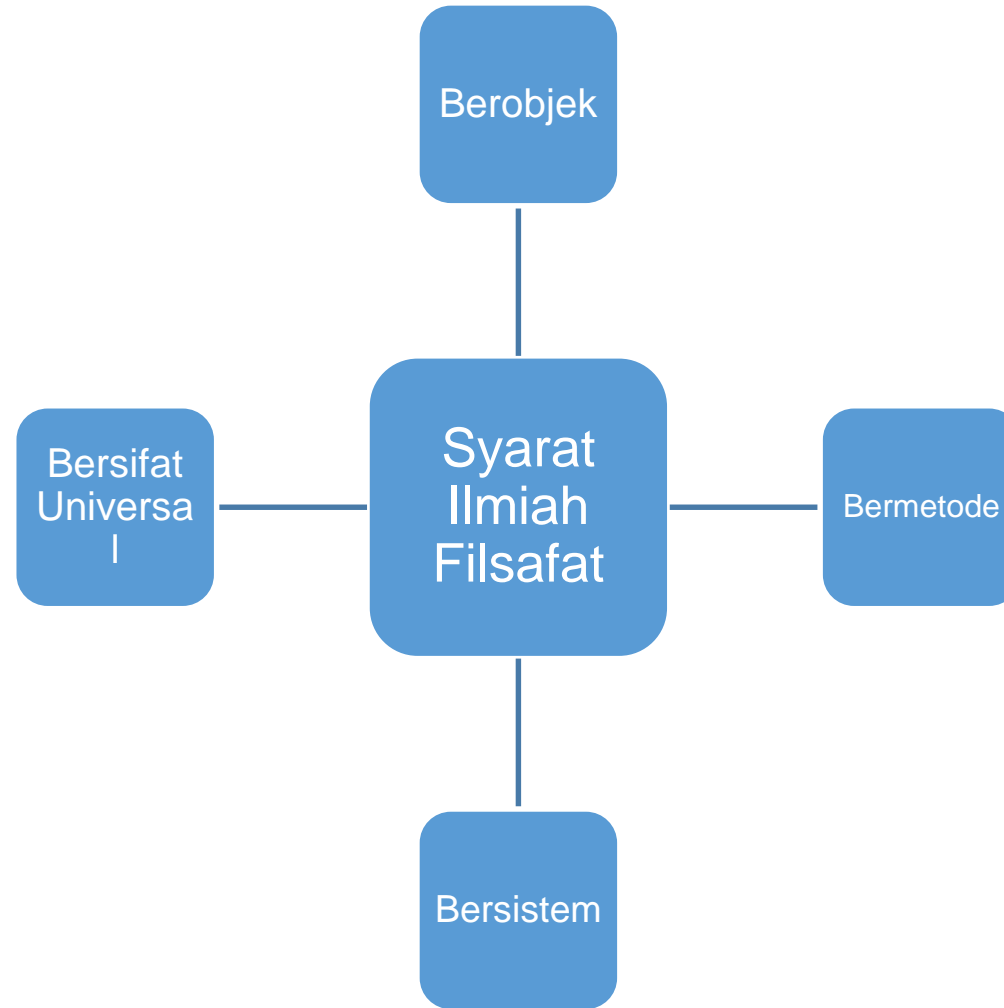 Berobjek
Bersifat
Universa
l
Syarat
Ilmiah
Filsafat
Bermetode
Bersistem